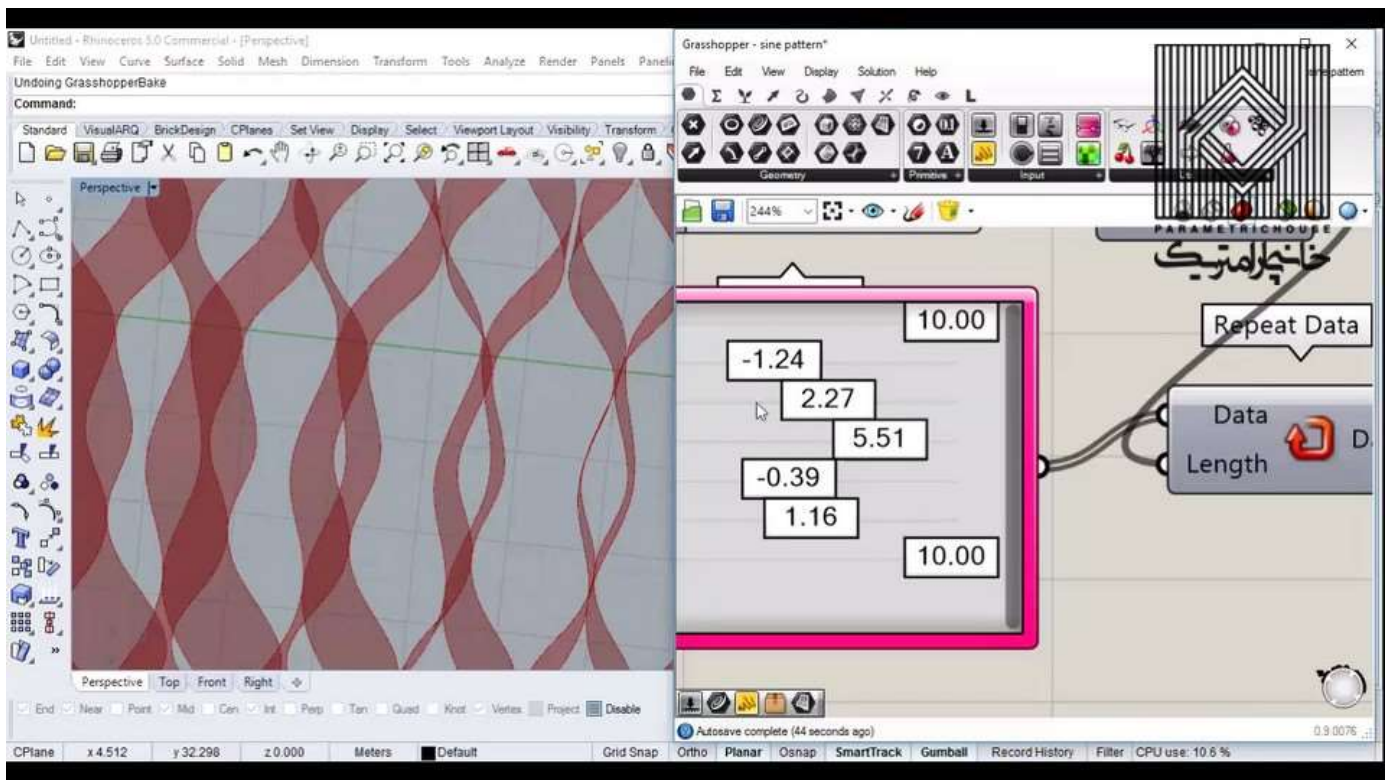 Untitled - Rhinoceros 5.0 Commercial - [Perspective]
File Edit View Curve Surface Solid Mesh Dimension Transform Tools Analyze Render Panels
Undoing GrasshopperBake
Command:
Standard VisualARQ BrickDesign CPlanes Set View Display Select Viewport Layout Visibility Transform
Perspective
Perspective Top Front Right
End Near Point Mid Cen Int Perp Tan Quad Knot Vertex Project Disable
CPlane x 4.512 y 32.298 z 0.000 Meters Default Grid Snap Ortho Planar Osnap SmartTrack Gumball Record History Filter CPU use: 10.6 %
Grasshopper - sine pattern*
File Edit View Display Solution Help
Geometry Primitive Input
244%
PARAMETRICHOUSE
خانه پارامتریک
10.00
-1.24
2.27
5.51
-0.39
1.16
10.00
Repeat Data
Data
Length
Autosave complete (44 seconds ago)
0.9.0076